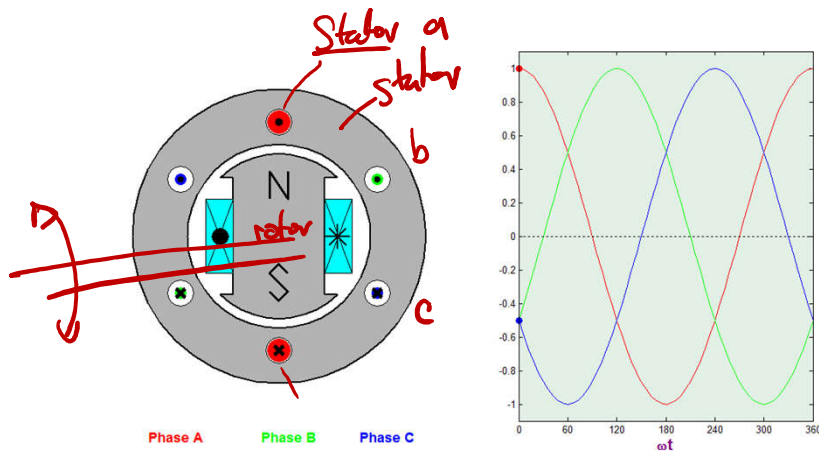 Stator a
stator
b
N
rotor
S
c
Phase A Phase B Phase C
1
0.8
0.6
0.4
0.2
0
-0.2
-0.4
-0.6
-0.8
-1
0 60 120 180 240 300 360
ωt